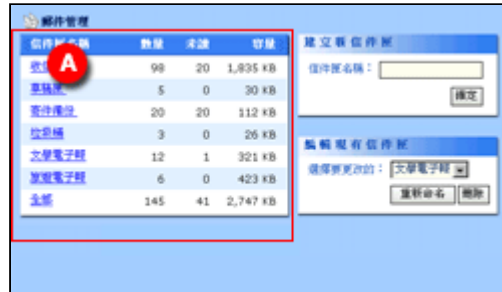 郵件管理
信件匣名稱 數量 未讀 容量
收 A 98 20 1,835 KB
草稿匣 5 0 30 KB
寄件備份 20 20 112 KB
垃圾桶 3 0 26 KB
文學電子報 12 1 321 KB
旅遊電子報 6 0 423 KB
全部 145 41 2,747 KB
建立新信件匣
信件匣名稱：
確定
編輯現有信件匣
選擇要更改的： 文學電子報
重新命名 刪除